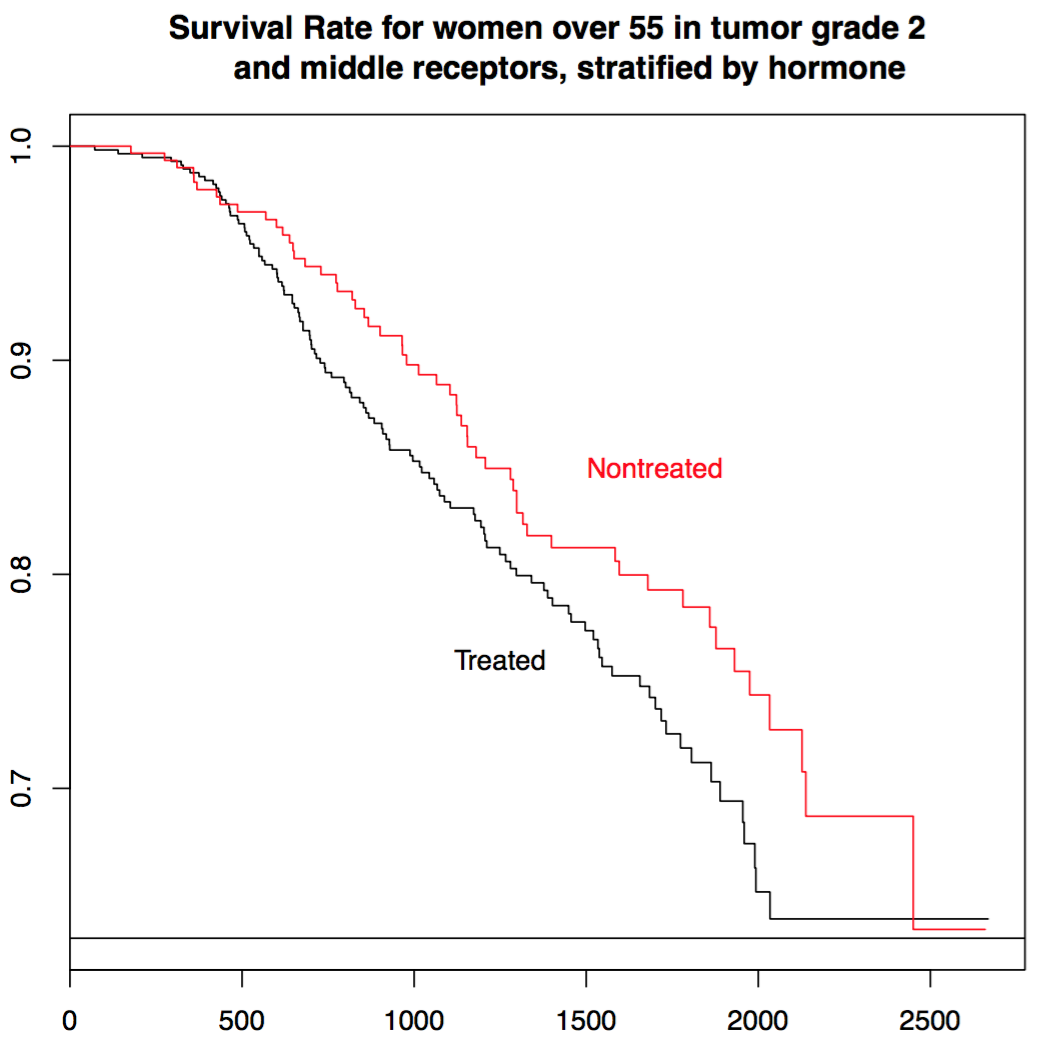 Survival Rate for women over 55 in tumor grade 2
and middle receptors, stratified by hormone
1.0
0.9
0.8
0.7
Nontreated
Treated
0 500 1000 1500 2000 2500